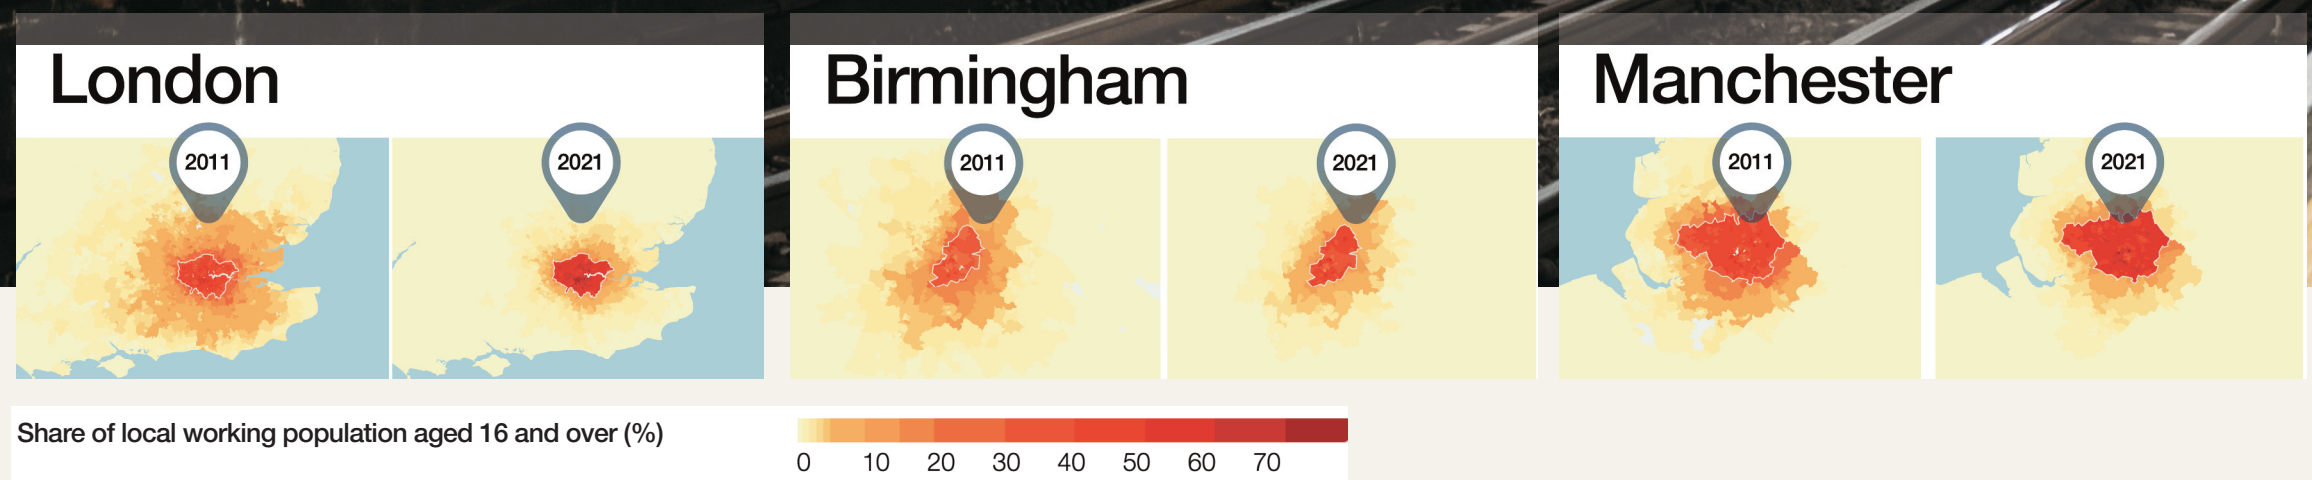 London
Birmingham
Manchester
2011
2021
2011
2021
2011
2021
Share of local working population aged 16 and over (%)
0 10 20 30 40 50 60 70